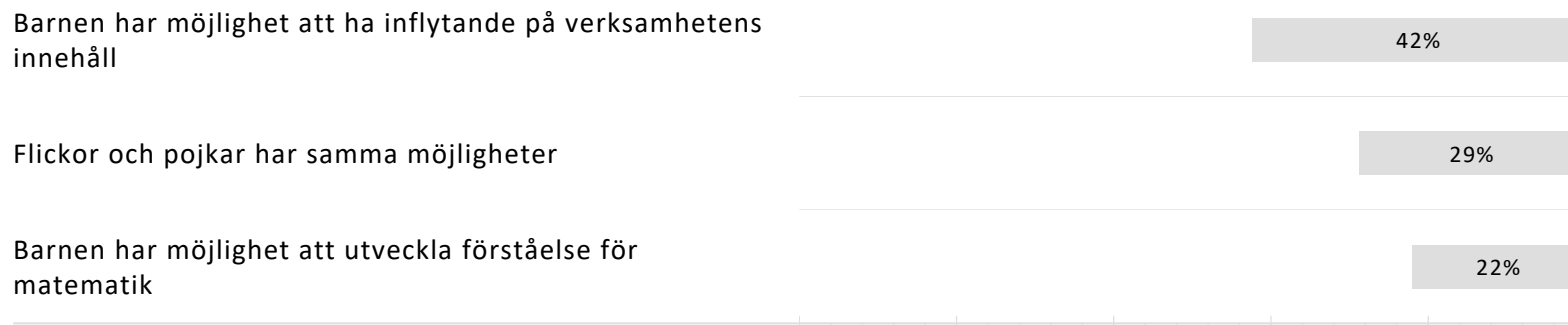 Barnen har möjlighet att ha inflytande på verksamhetens
innehåll
42%
Flickor och pojkar har samma möjligheter
29%
Barnen har möjlighet att utveckla förståelse för
matematik
22%